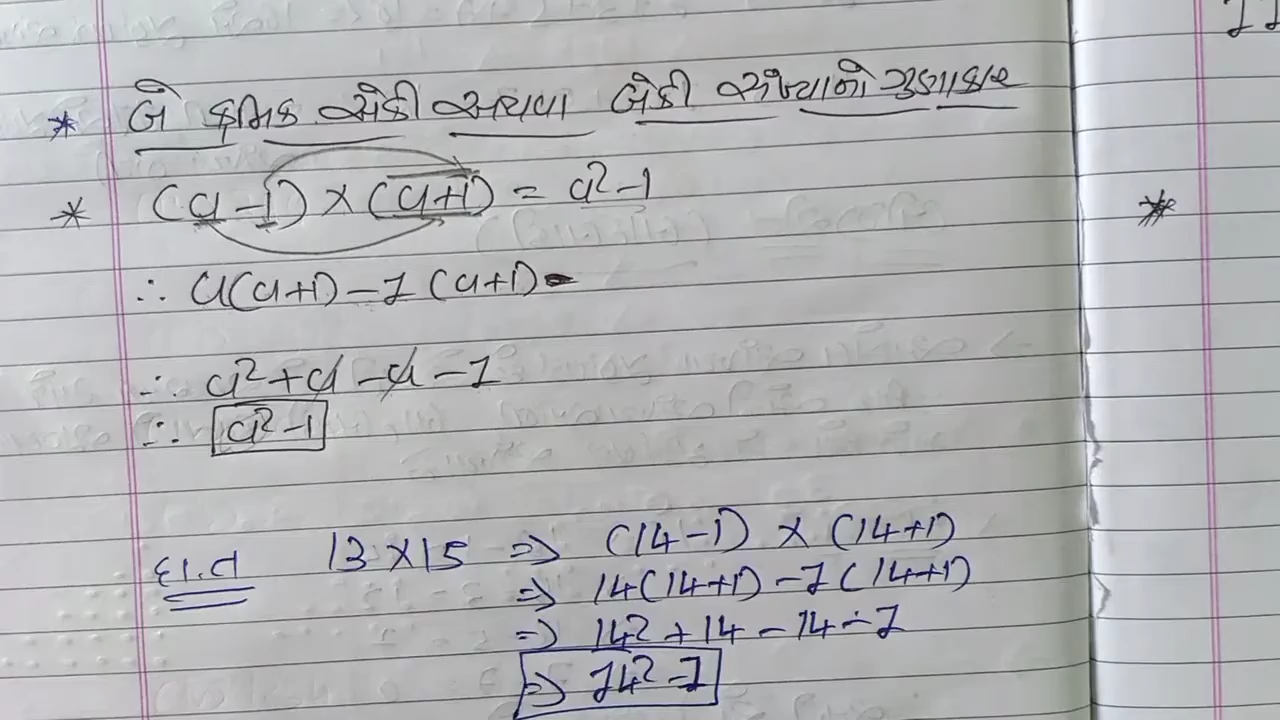 * બે ક્રમિક એકી અથવા બેકી સંખ્યાનો ગુણાકાર
* (a-1) × (a+1) = a²-1
∴ a(a+1) - 1 (a+1)
∴ a² + a - a - 1
∴ a²-1
દા.ત 13 × 15 ⇒ (14-1) × (14+1)
⇒ 14(14+1) - 1 (14+1)
⇒ 14² + 14 - 14 - 1
⇒ 14² - 1
*